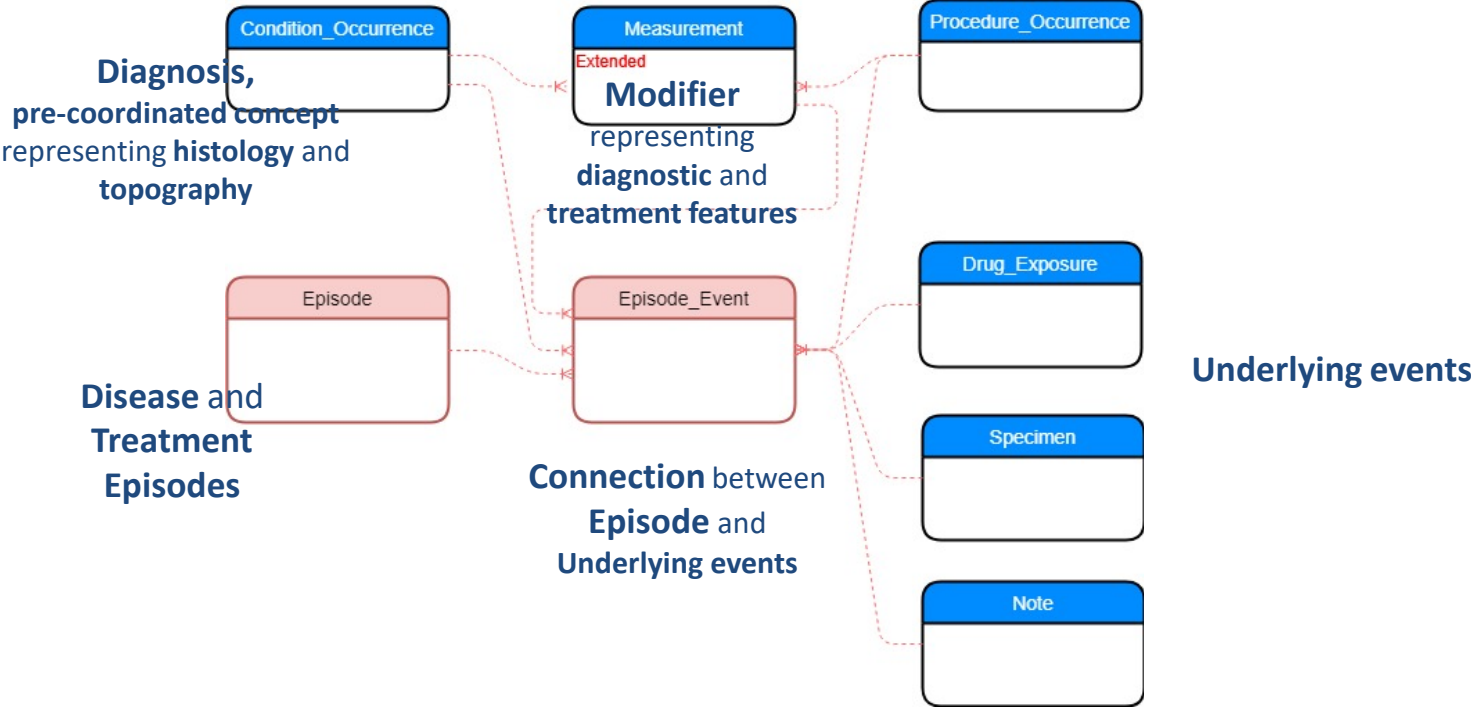 Condition_Occurrence
Diagnosis,
pre-coordinated concept
representing histology and
topography
Measurement
Extended
Modifier
representing
diagnostic and
treatment features
Procedure_Occurrence
Drug_Exposure
Episode
Disease and
Treatment
Episodes
Episode_Event
Connection between
Episode and
Underlying events
Underlying events
Specimen
Note